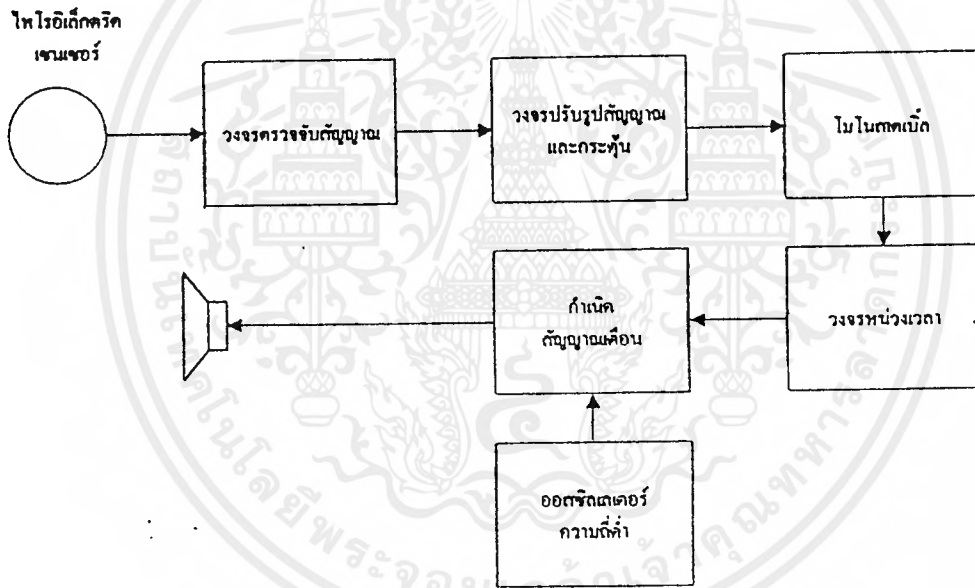 ไพโรอิเล็กตริค
เซนเซอร์
วงจรตรวจจับสัญญาณ
วงจรปรับรูปสัญญาณ
และกระตุ้น
โมโนสเตเบิ้ล
กำเนิด
สัญญาณเตือน
วงจรหน่วงเวลา
ออสซิลเลเตอร์
ความถี่ต่ำ